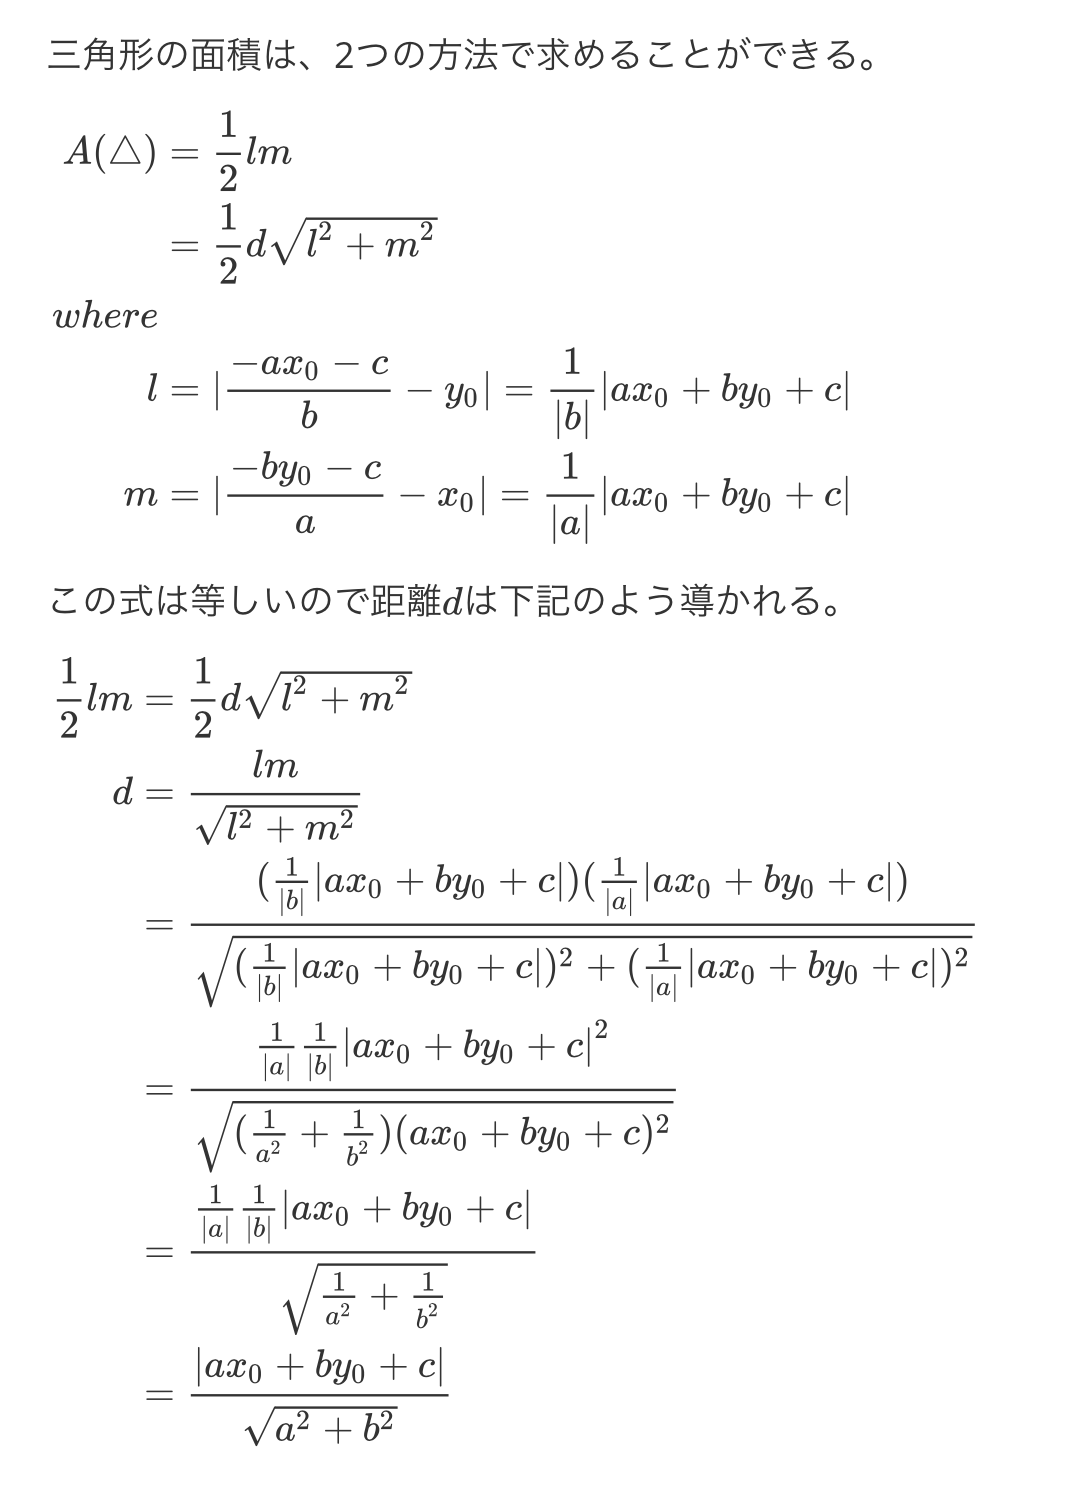 三角形の面積は、2つの方法で求めることができる。
A(△) = \frac{1}{2}lm
= \frac{1}{2}d\sqrt{l^2 + m^2}
where
l = |\frac{-ax_0 - c}{b} - y_0| = \frac{1}{|b|}|ax_0 + by_0 + c|
m = |\frac{-by_0 - c}{a} - x_0| = \frac{1}{|a|}|ax_0 + by_0 + c|
この式は等しいので距離dは下記のよう導かれる。
\frac{1}{2}lm = \frac{1}{2}d\sqrt{l^2 + m^2}
d = \frac{lm}{\sqrt{l^2 + m^2}}
= \frac{(\frac{1}{|b|}|ax_0 + by_0 + c|)(\frac{1}{|a|}|ax_0 + by_0 + c|)}{\sqrt{(\frac{1}{|b|}|ax_0 + by_0 + c|)^2 + (\frac{1}{|a|}|ax_0 + by_0 + c|)^2}}
= \frac{\frac{1}{|a|}\frac{1}{|b|}|ax_0 + by_0 + c|^2}{\sqrt{(\frac{1}{a^2} + \frac{1}{b^2})(ax_0 + by_0 + c)^2}}
= \frac{\frac{1}{|a|}\frac{1}{|b|}|ax_0 + by_0 + c|}{\sqrt{\frac{1}{a^2} + \frac{1}{b^2}}}
= \frac{|ax_0 + by_0 + c|}{\sqrt{a^2 + b^2}}